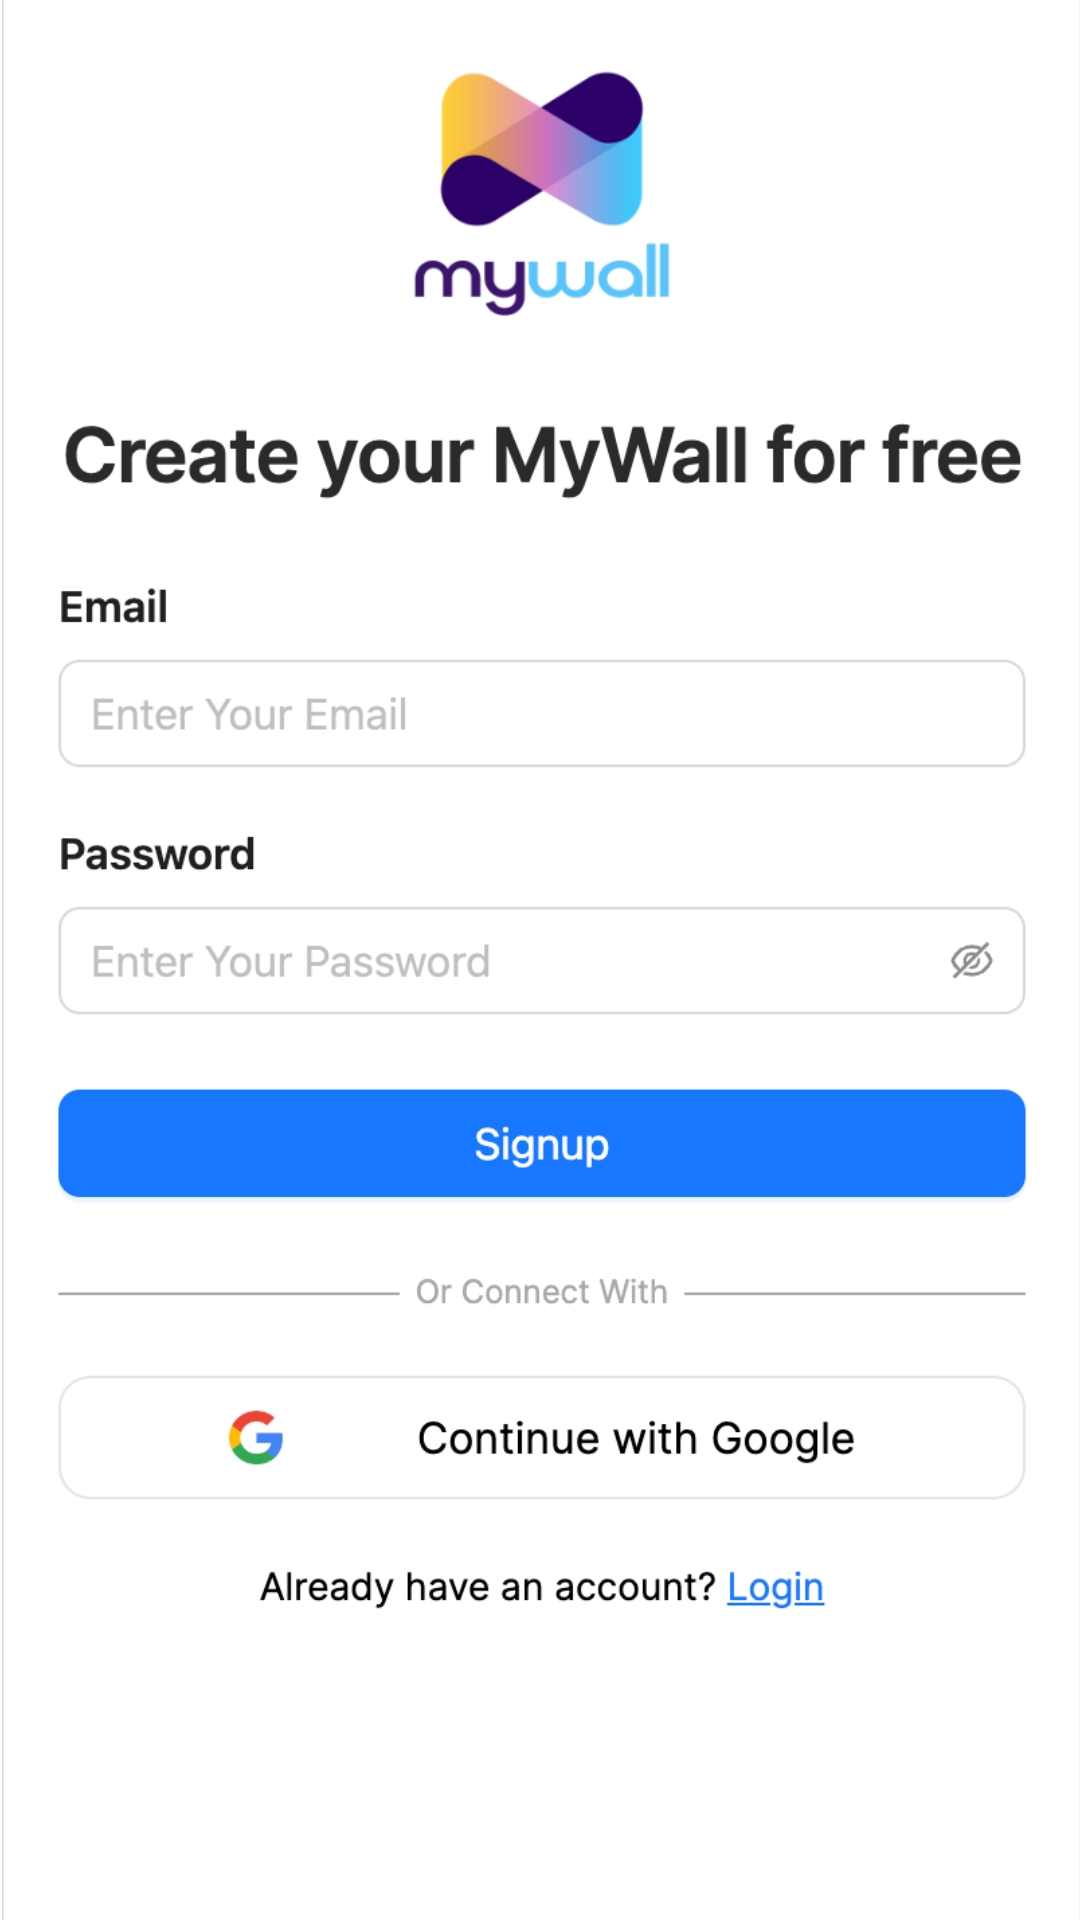 mywall
Create your MyWall for free
Email
Enter Your Email
Password
Enter Your Password
Signup
Or Connect With
Continue with Google
Already have an account? Login